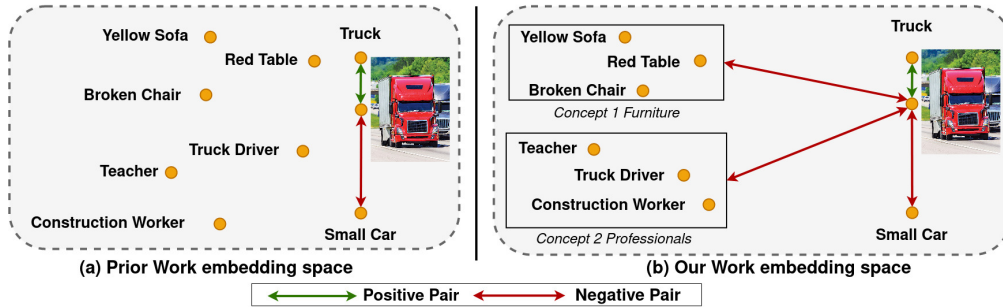 Yellow Sofa
Red Table
Broken Chair
Truck Driver
Teacher
Construction Worker
Truck
Small Car
(a) Prior Work embedding space
Yellow Sofa
Red Table
Broken Chair
Concept 1 Furniture
Teacher
Truck Driver
Construction Worker
Concept 2 Professionals
Truck
Small Car
(b) Our Work embedding space
Positive Pair
Negative Pair